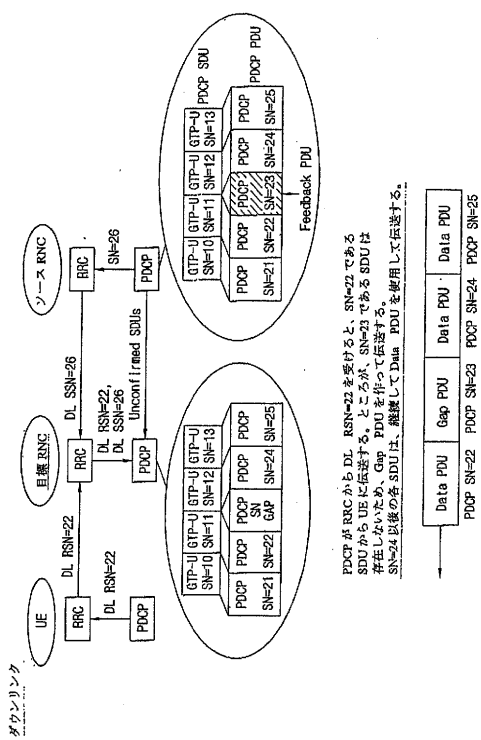 ダウンリンク
UE
目標 RNC
ソース RNC
RRC
DL RSN=22
RRC
DL SSN=26
RRC
DL RSN=22
DL RSN=22,
DL SSN=26
SN=26
PDCP
PDCP
Unconfirmed SDUs
PDCP
GTP-U SN=10
GTP-U SN=11
GTP-U SN=12
GTP-U SN=13
PDCP SN=21
PDCP SN=22
PDCP SN GAP
PDCP SN=24
PDCP SN=25
GTP-U SN=10
GTP-U SN=11
GTP-U SN=12
GTP-U SN=13
PDCP SDU
PDCP SN=21
PDCP SN=22
PDCP SN=23
PDCP SN=24
PDCP SN=25
PDCP PDU
Feedback PDU
PDCP が RRC から DL RSN=22 を受けると、SN=22 である
SDU から UE に伝送する。ところが、SN=23 である SDU は
存在しないため、Gap PDU を作って伝送する。
SN=24 以後の各 SDU は、継続して Data PDU を使用して伝送する。
Data PDU
Gap PDU
Data PDU
Data PDU
PDCP SN=22
PDCP SN=23
PDCP SN=24
PDCP SN=25